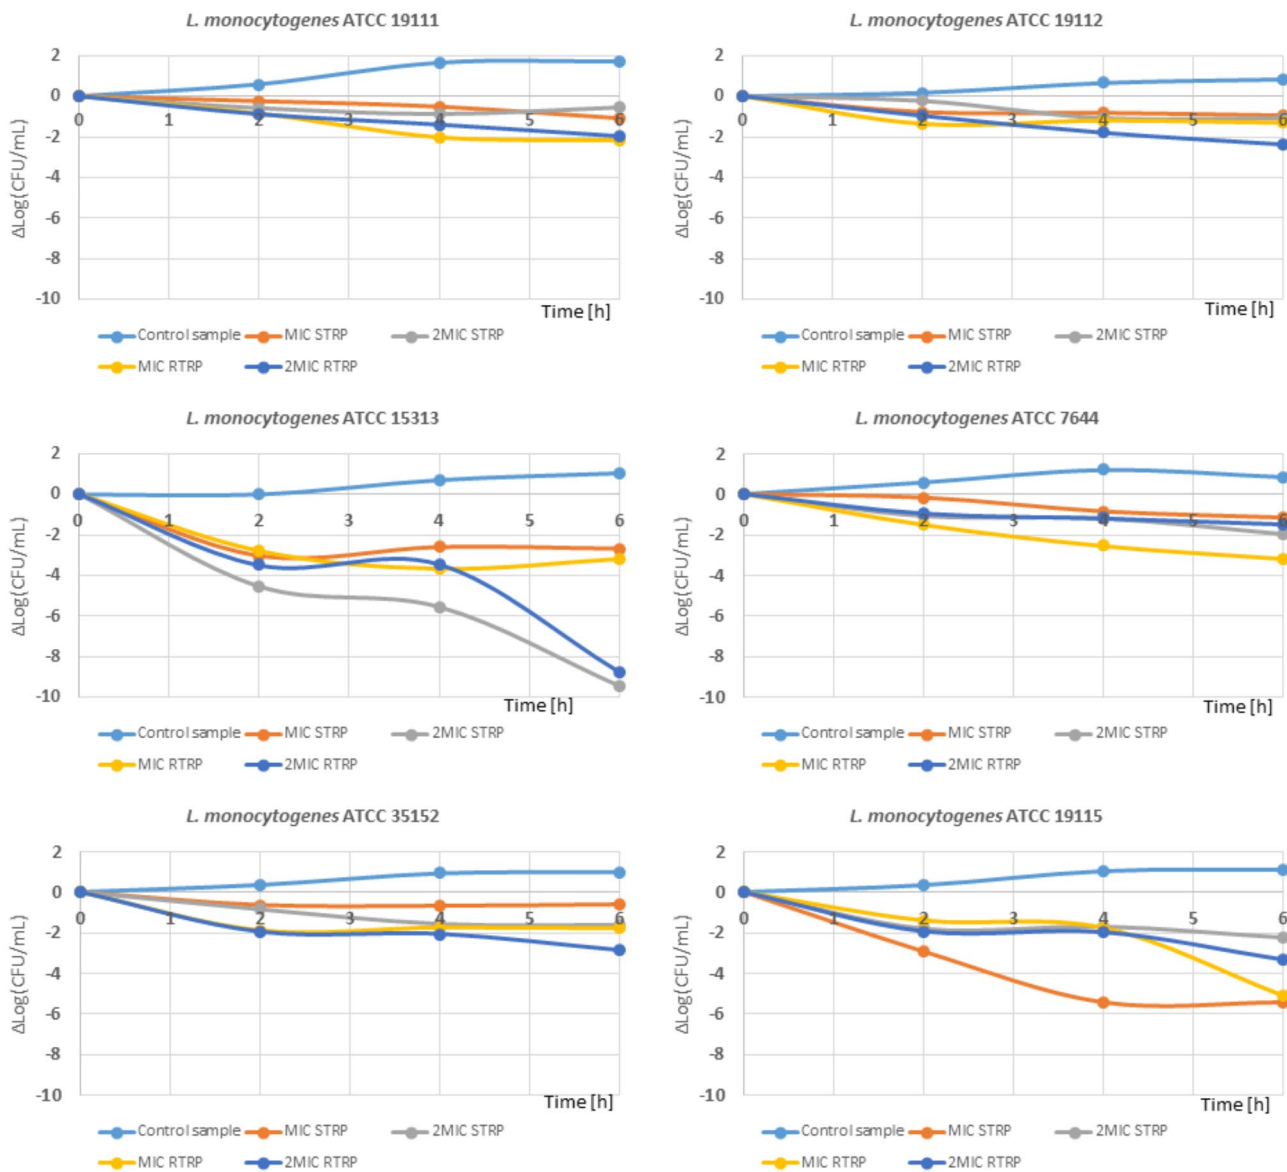 L. monocytogenes ATCC 19111
2
0
-2
-4
-6
-8
-10
0 1 2 3 4 5 6
ΔLog(CFU/mL)
Time [h]
Control sample MIC STRP 2MIC STRP
MIC RTRP 2MIC RTRP
L. monocytogenes ATCC 19112
2
0
-2
-4
-6
-8
-10
0 1 2 3 4 5 6
ΔLog(CFU/mL)
Time [h]
Control sample MIC STRP 2MIC STRP
MIC RTRP 2MIC RTRP
L. monocytogenes ATCC 15313
2
0
-2
-4
-6
-8
-10
0 1 2 3 4 5 6
ΔLog(CFU/mL)
Time [h]
Control sample MIC STRP 2MIC STRP
MIC RTRP 2MIC RTRP
L. monocytogenes ATCC 7644
2
0
-2
-4
-6
-8
-10
0 1 2 3 4 5 6
ΔLog(CFU/mL)
Time [h]
Control sample MIC STRP 2MIC STRP
MIC RTRP 2MIC RTRP
L. monocytogenes ATCC 35152
2
0
-2
-4
-6
-8
-10
0 1 2 3 4 5 6
ΔLog(CFU/mL)
Time [h]
Control sample MIC STRP 2MIC STRP
MIC RTRP 2MIC RTRP
L. monocytogenes ATCC 19115
2
0
-2
-4
-6
-8
-10
0 1 2 3 4 5 6
ΔLog(CFU/mL)
Time [h]
Control sample MIC STRP 2MIC STRP
MIC RTRP 2MIC RTRP